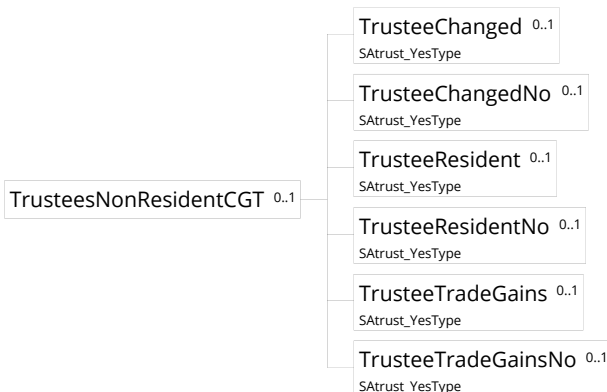 TrusteeChanged 0..1
SAtrust_YesType
TrusteeChangedNo 0..1
SAtrust_YesType
TrusteeResident 0..1
SAtrust_YesType
TrusteesNonResidentCGT 0..1
TrusteeResidentNo 0..1
SAtrust_YesType
TrusteeTradeGains 0..1
SAtrust_YesType
TrusteeTradeGainsNo 0..1
SAtrust_YesType